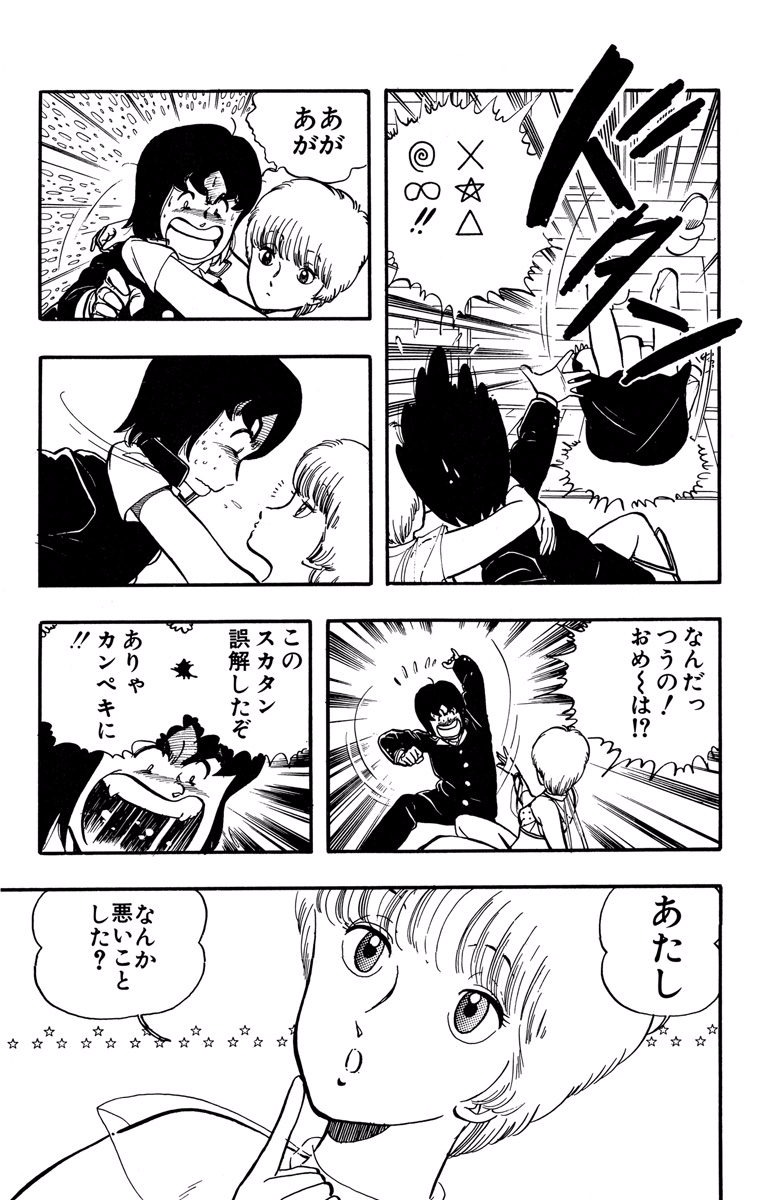 ドタン
×☆△
◎∞!!
あが
あが
なんだっ
つうの!
おめ〜は!?
この
スカタン
誤解したぞ
ありゃ
カンペキに
!!
あたし
なんか
悪いこと
した?